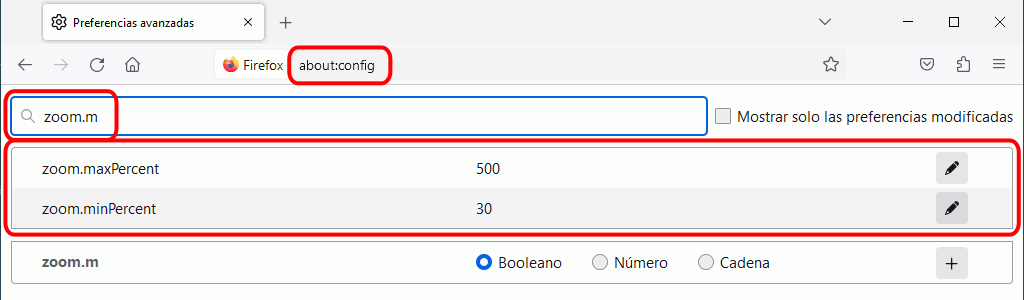 Preferencias avanzadas
Firefox about:config
zoom.m Mostrar solo las preferencias modificadas
zoom.maxPercent 500
zoom.minPercent 30
zoom.m Booleano Número Cadena